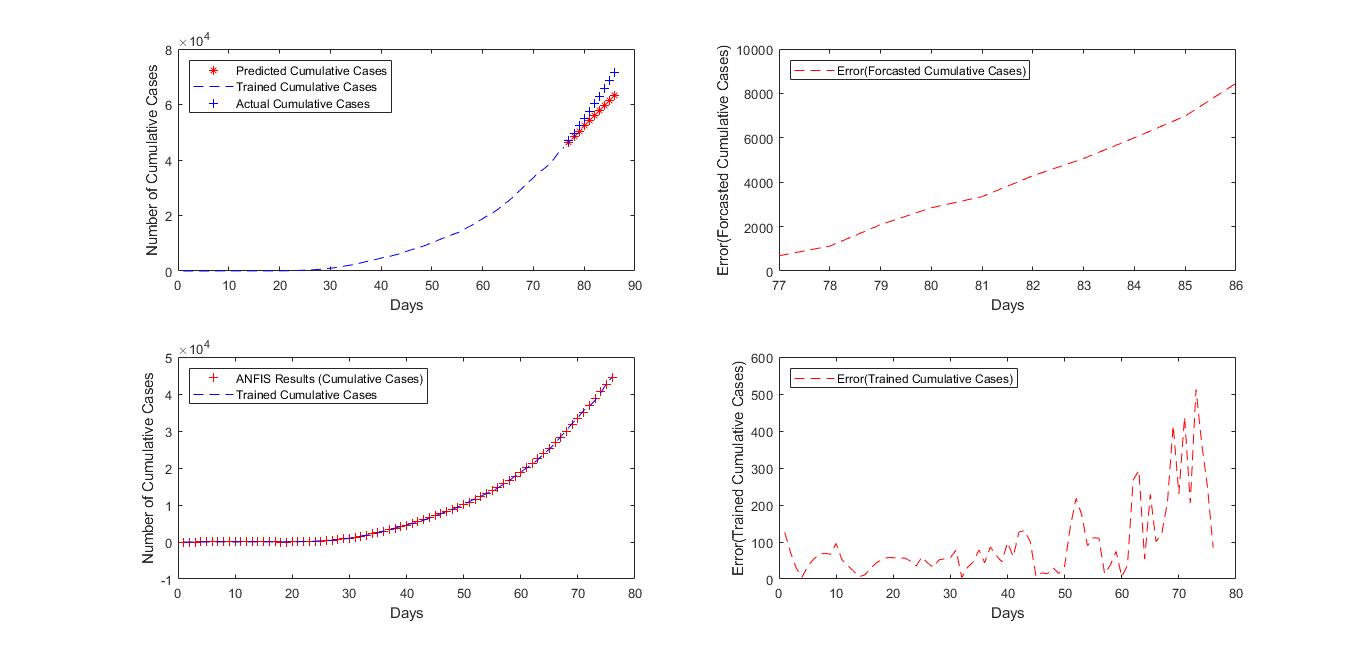 ×10^4
8
6
4
2
0
Number of Cumulative Cases
Predicted Cumulative Cases
Trained Cumulative Cases
Actual Cumulative Cases
0 10 20 30 40 50 60 70 80 90
Days
10000
8000
6000
4000
2000
0
Error(Forcasted Cumulative Cases)
Error(Forcasted Cumulative Cases)
77 78 79 80 81 82 83 84 85 86
Days
×10^4
5
4
3
2
1
0
-1
Number of Cumulative Cases
ANFIS Results (Cumulative Cases)
Trained Cumulative Cases
0 10 20 30 40 50 60 70 80
Days
600
500
400
300
200
100
0
Error(Trained Cumulative Cases)
Error(Trained Cumulative Cases)
0 10 20 30 40 50 60 70 80
Days